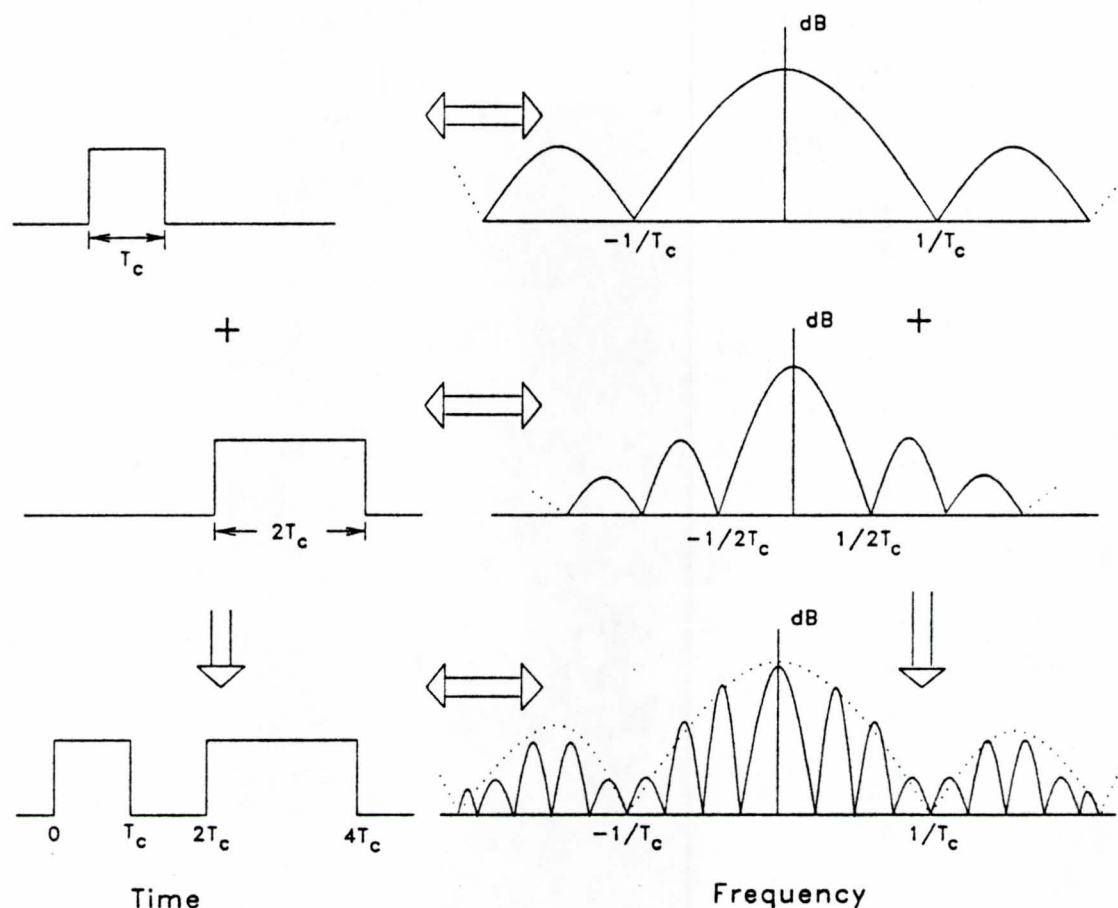 dB
-1/T_c 1/T_c
T_c
+ +
dB
2T_c
-1/2T_c 1/2T_c
dB
0 T_c 2T_c 4T_c
-1/T_c 1/T_c
Time Frequency